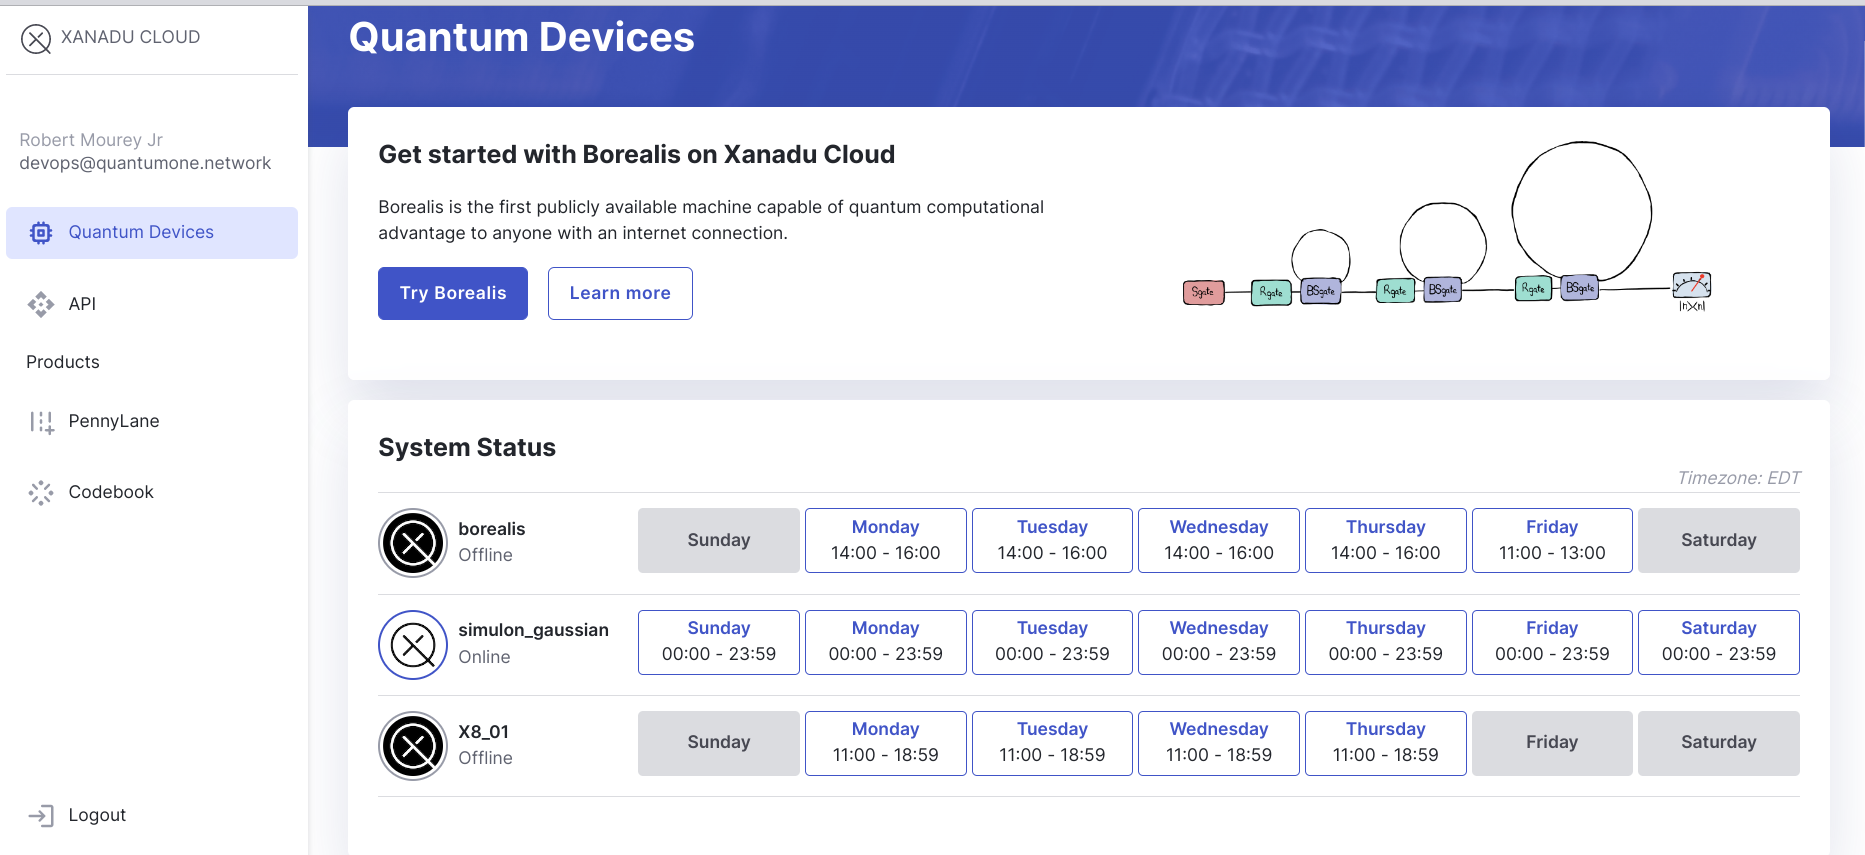 XANADU CLOUD
Robert Mourey Jr
devops@quantumone.network
Quantum Devices
API
Products
PennyLane
Codebook
Logout
Quantum Devices
Get started with Borealis on Xanadu Cloud
Borealis is the first publicly available machine capable of quantum computational
advantage to anyone with an internet connection.
Try Borealis
Learn more
Sgate Rgate BSgate Rgate BSgate Rgate BSgate
|n⟩⟨n|
System Status
Timezone: EDT
borealis
Offline
Sunday
Monday
14:00 - 16:00
Tuesday
14:00 - 16:00
Wednesday
14:00 - 16:00
Thursday
14:00 - 16:00
Friday
11:00 - 13:00
Saturday
simulon_gaussian
Online
Sunday
00:00 - 23:59
Monday
00:00 - 23:59
Tuesday
00:00 - 23:59
Wednesday
00:00 - 23:59
Thursday
00:00 - 23:59
Friday
00:00 - 23:59
Saturday
00:00 - 23:59
X8_01
Offline
Sunday
Monday
11:00 - 18:59
Tuesday
11:00 - 18:59
Wednesday
11:00 - 18:59
Thursday
11:00 - 18:59
Friday
Saturday